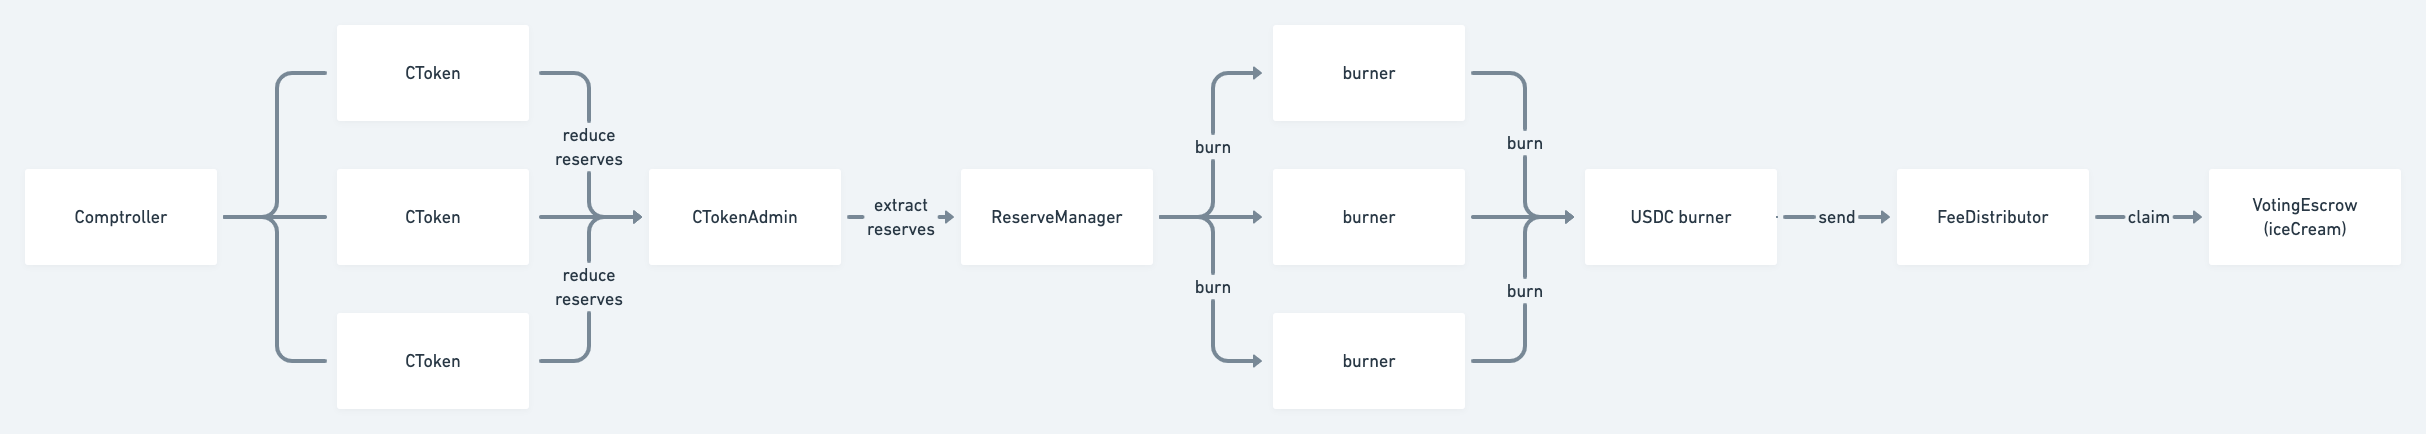 Comptroller
CToken
CToken
CToken
reduce
reserves
reduce
reserves
CTokenAdmin
extract
reserves
ReserveManager
burn
burn
burner
burner
burner
burn
burn
USDC burner
send
FeeDistributor
claim
VotingEscrow
(iceCream)